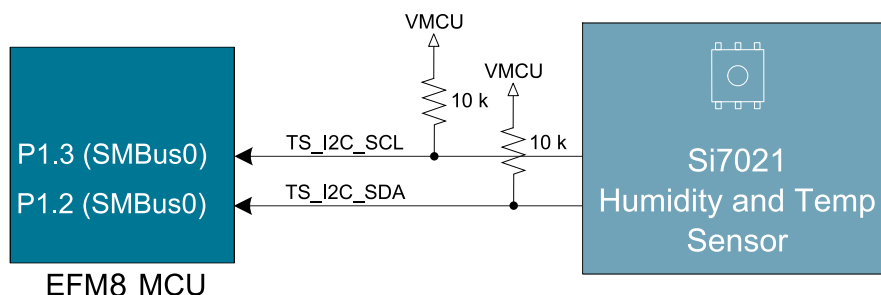 VMCU
VMCU
10 k
10 k
TS_I2C_SCL
P1.3 (SMBus0)
TS_I2C_SDA
P1.2 (SMBus0)
Si7021
Humidity and Temp
Sensor
EFM8 MCU